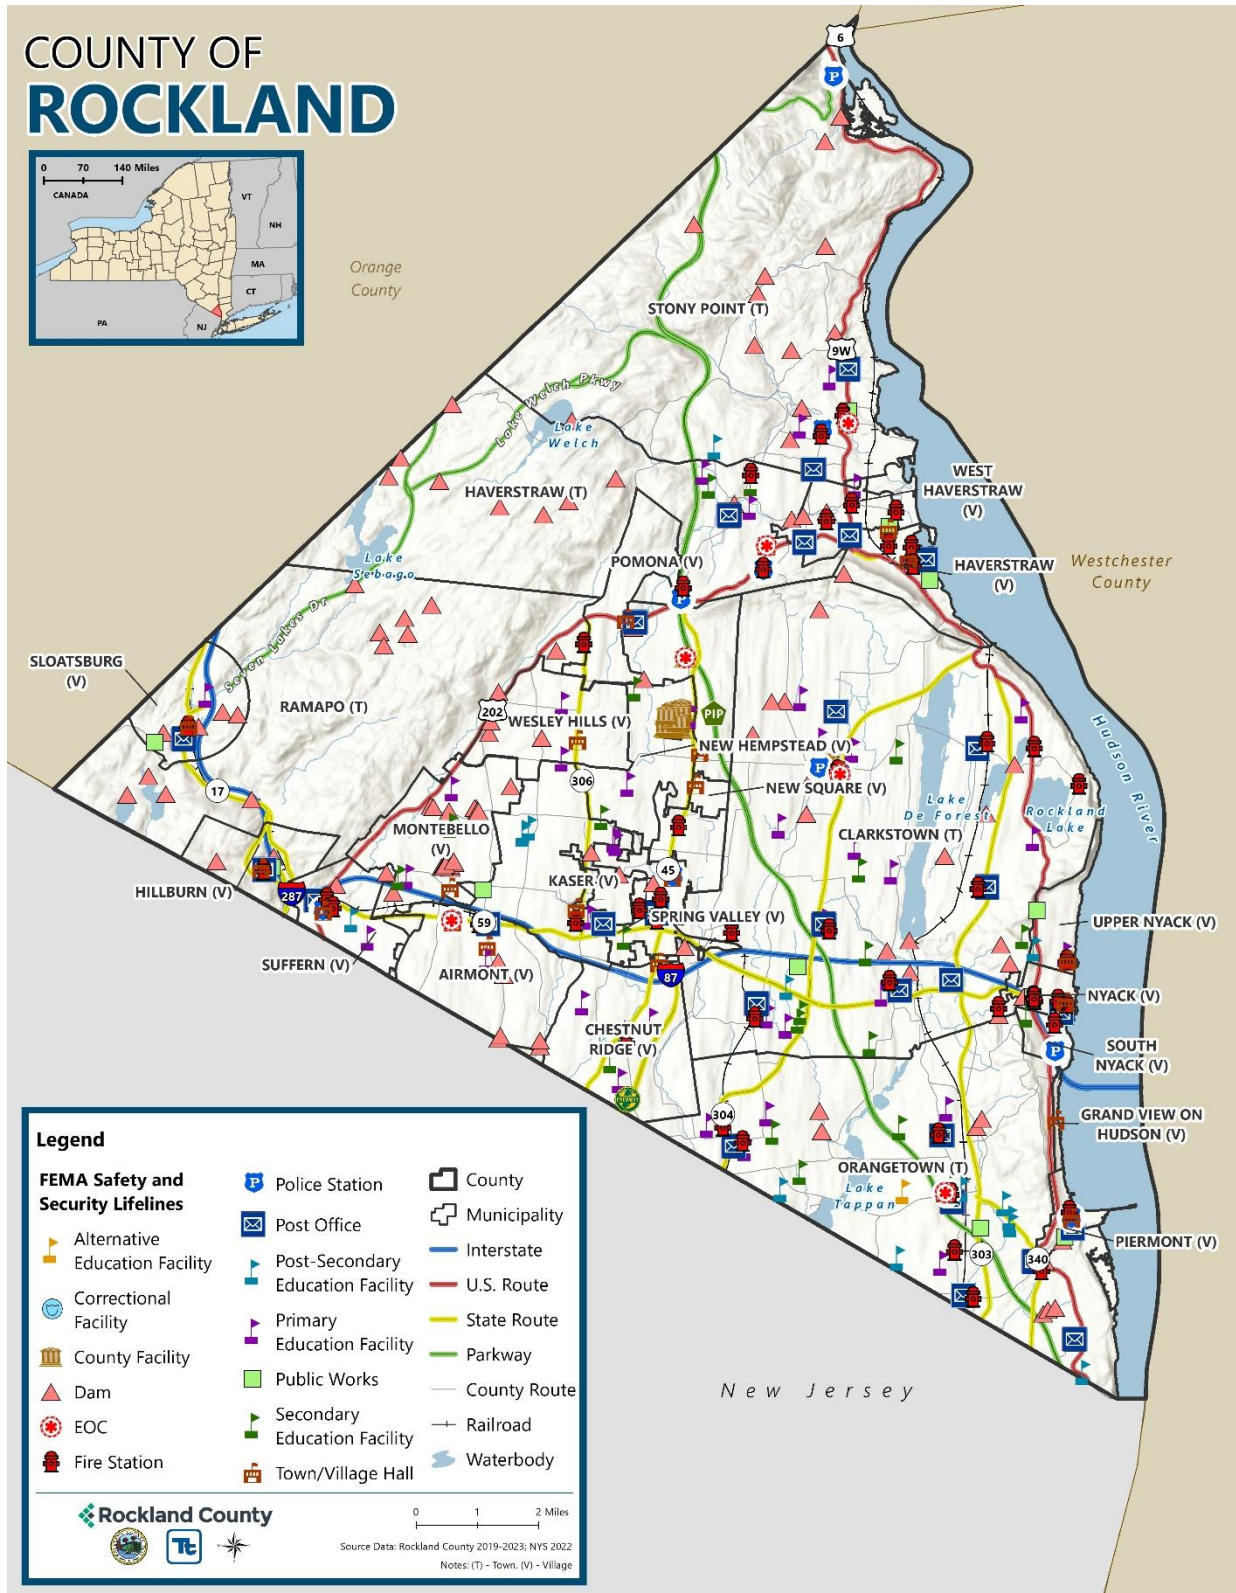 COUNTY OF
ROCKLAND
0 70 140 Miles
CANADA
VT
NH
MA
CT
PA
NJ
Orange
County
6
STONY POINT (T)
9W
Lake Welch Pkwy
Lake
Welch
HAVERSTRAW (T)
WEST
HAVERSTRAW
(V)
Lake
Sebago
POMONA (V)
HAVERSTRAW
(V)
Westchester
County
Seven Lakes Dr
SLOATSBURG
(V)
RAMAPO (T)
202
WESLEY HILLS (V)
PIP
NEW HEMPSTEAD (V)
306
NEW SQUARE (V)
17
Hudson River
Lake
De Forest
Rockland
Lake
MONTEBELLO
(V)
CLARKSTOWN (T)
45
HILLBURN (V)
287
KASER (V)
59
SPRING VALLEY (V)
UPPER NYACK (V)
SUFFERN (V)
AIRMONT (V)
87
NYACK (V)
CHESTNUT
RIDGE (V)
SOUTH
NYACK (V)
304
GRAND VIEW ON
HUDSON (V)
ORANGETOWN (T)
Lake
Tappan
PIERMONT (V)
303
340
New Jersey
Legend
FEMA Safety and
Security Lifelines
Alternative
Education Facility
Correctional
Facility
County Facility
Dam
EOC
Fire Station
Police Station
Post Office
Post-Secondary
Education Facility
Primary
Education Facility
Public Works
Secondary
Education Facility
Town/Village Hall
County
Municipality
Interstate
U.S. Route
State Route
Parkway
County Route
Railroad
Waterbody
Rockland County
Tt
0 1 2 Miles
Source Data: Rockland County 2019-2023; NYS 2022
Notes: (T) - Town, (V) - Village